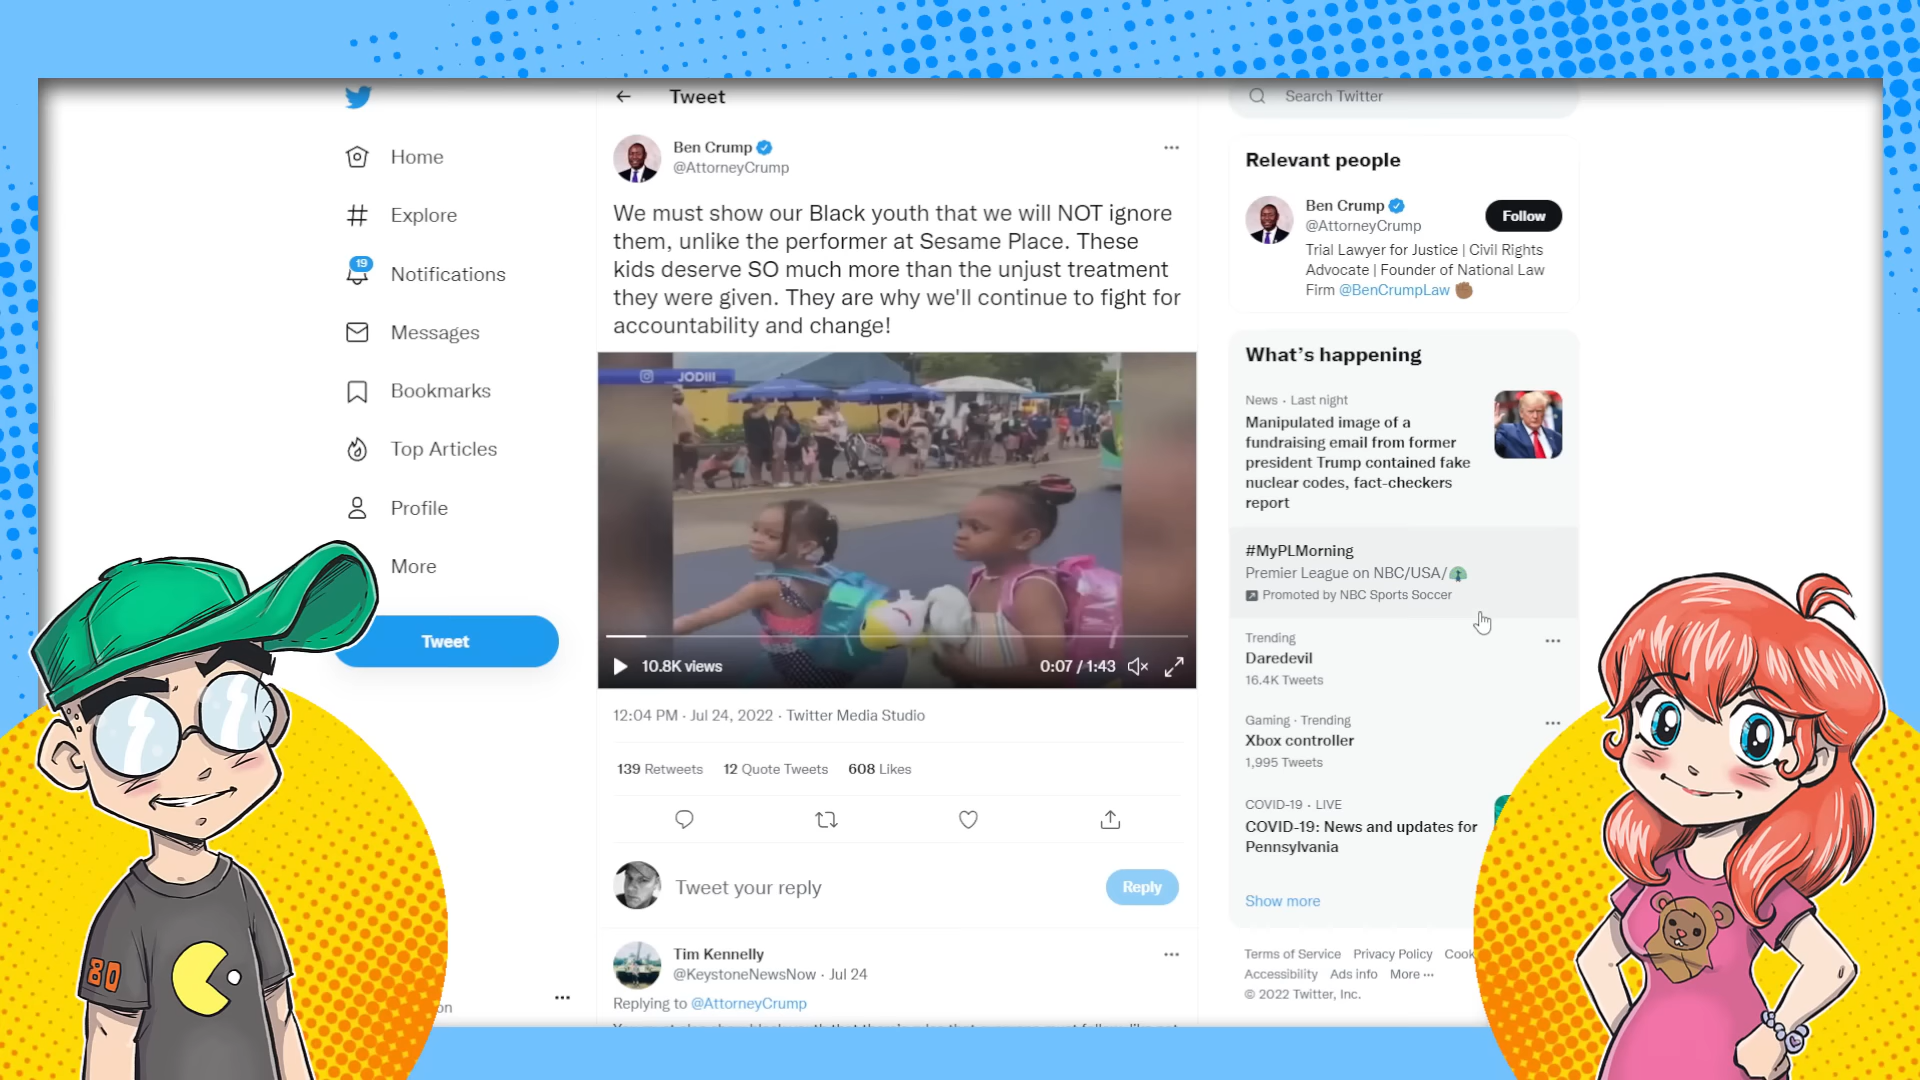 Home
Explore
19
Notifications
Messages
Bookmarks
Top Articles
Profile
More
Tweet
80
on
Tweet
Ben Crump
@AttorneyCrump
We must show our Black youth that we will NOT ignore
them, unlike the performer at Sesame Place. These
kids deserve SO much more than the unjust treatment
they were given. They are why we'll continue to fight for
accountability and change!
JODIII
10.8K views
0:07 / 1:43
12:04 PM · Jul 24, 2022 · Twitter Media Studio
139 Retweets 12 Quote Tweets 608 Likes
Tweet your reply
Reply
Tim Kennelly
@KeystoneNewsNow · Jul 24
Replying to @AttorneyCrump
Search Twitter
Relevant people
Ben Crump
@AttorneyCrump
Follow
Trial Lawyer for Justice | Civil Rights
Advocate | Founder of National Law
Firm @BenCrumpLaw
What's happening
News · Last night
Manipulated image of a
fundraising email from former
president Trump contained fake
nuclear codes, fact-checkers
report
#MyPLMorning
Premier League on NBC/USA/
Promoted by NBC Sports Soccer
Trending
Daredevil
16.4K Tweets
Gaming · Trending
Xbox controller
1,995 Tweets
COVID-19 · LIVE
COVID-19: News and updates for
Pennsylvania
Show more
Terms of Service Privacy Policy Cook
Accessibility Ads info More
© 2022 Twitter, Inc.